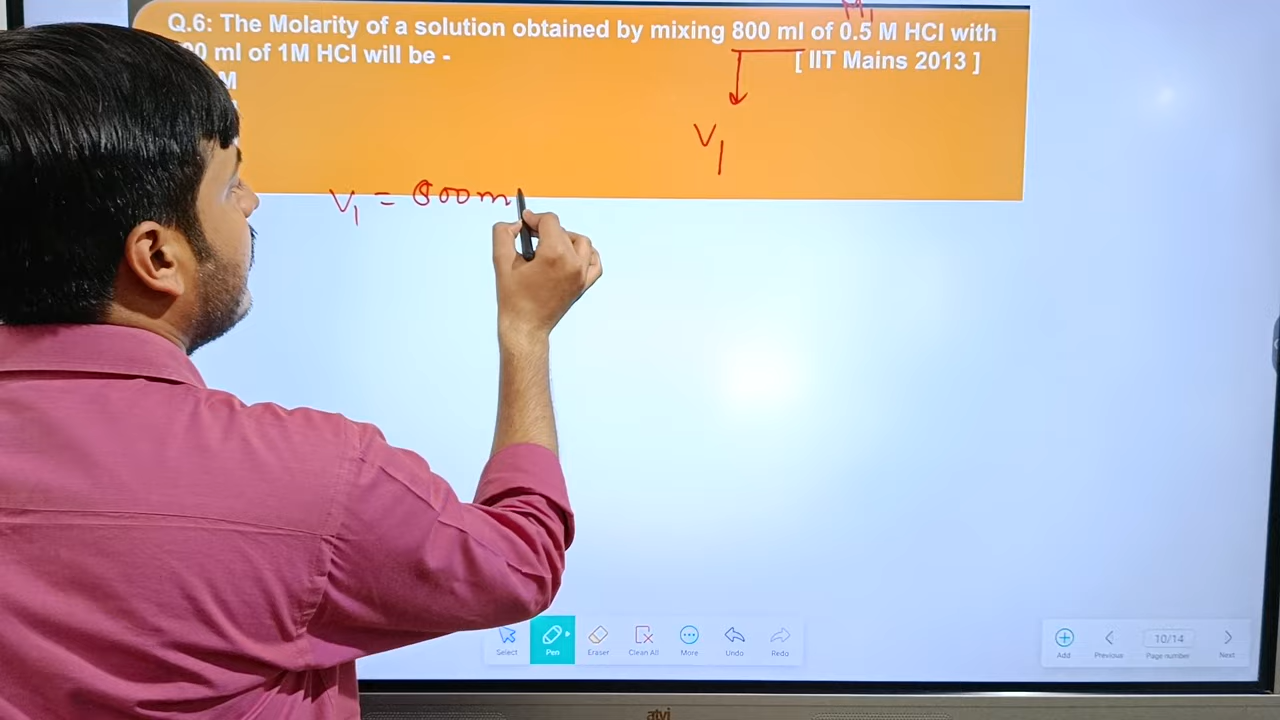 M1
Q.6: The Molarity of a solution obtained by mixing 800 ml of 0.5 M HCl with
ml of 1M HCl will be -
[ IIT Mains 2013 ]
M
V1
V1 = 800m
Select
Pen
Eraser
Clean All
More
Undo
Redo
Add
Previous
10/14
Page number
Next
atvi